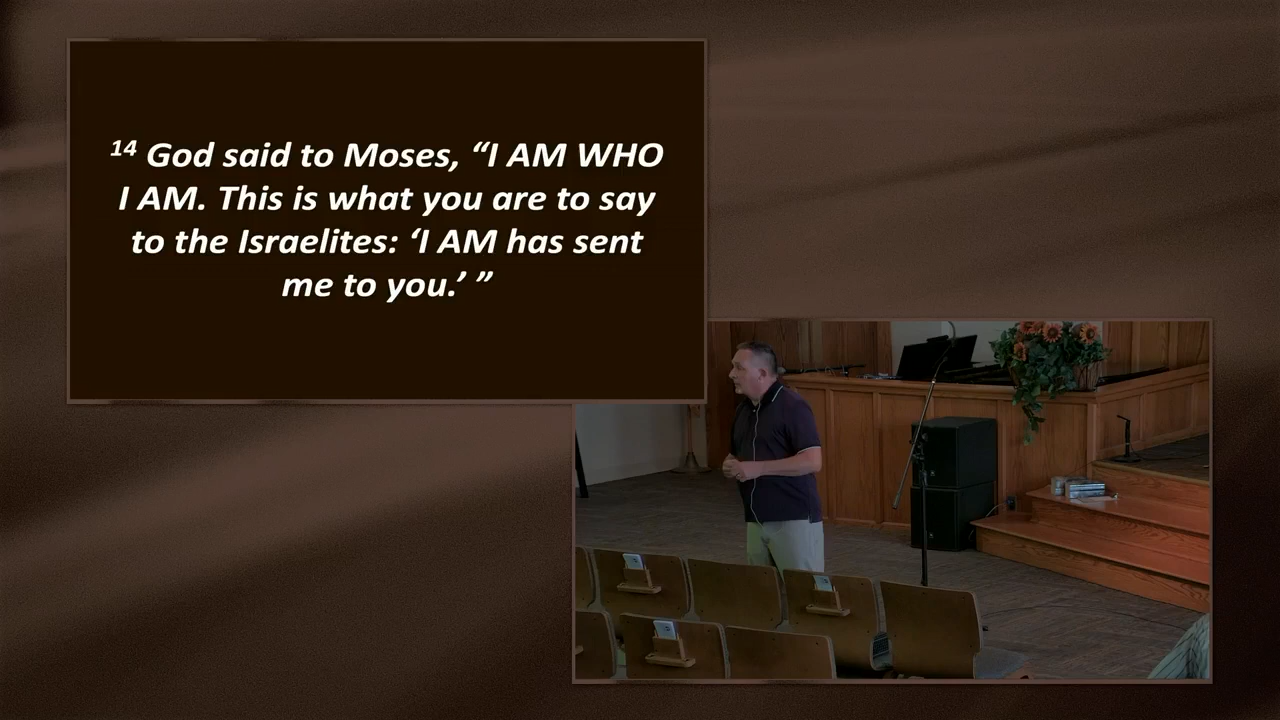 14 God said to Moses, “I AM WHO
I AM. This is what you are to say
to the Israelites: ‘I AM has sent
me to you.’ ”